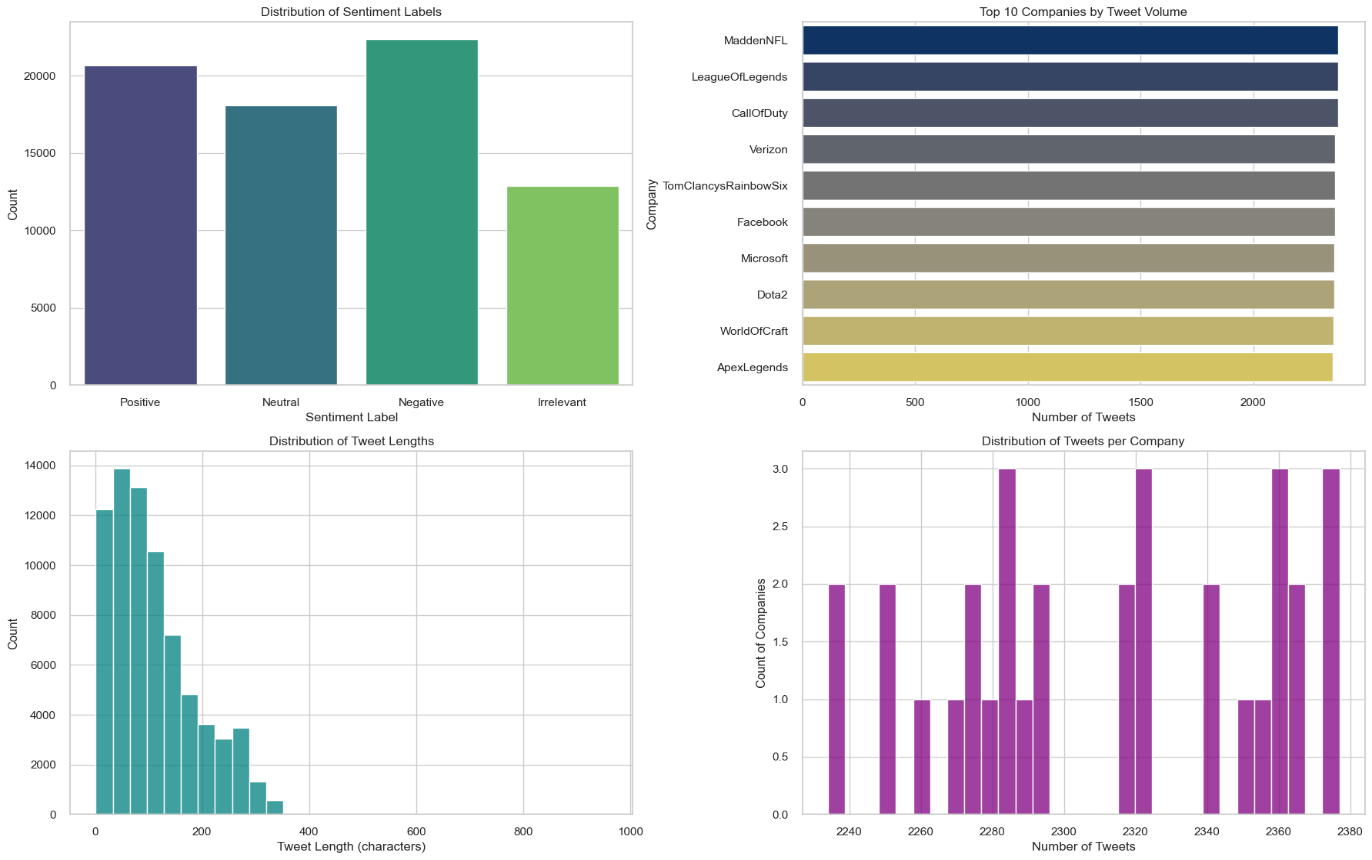 Distribution of Sentiment Labels
Count
20000
15000
10000
5000
0
Positive Neutral Negative Irrelevant
Sentiment Label
Top 10 Companies by Tweet Volume
Company
MaddenNFL
LeagueOfLegends
CallOfDuty
Verizon
TomClancysRainbowSix
Facebook
Microsoft
Dota2
WorldOfCraft
ApexLegends
0 500 1000 1500 2000
Number of Tweets
Distribution of Tweet Lengths
Count
14000
12000
10000
8000
6000
4000
2000
0
0 200 400 600 800 1000
Tweet Length (characters)
Distribution of Tweets per Company
Count of Companies
3.0
2.5
2.0
1.5
1.0
0.5
0.0
2240 2260 2280 2300 2320 2340 2360 2380
Number of Tweets